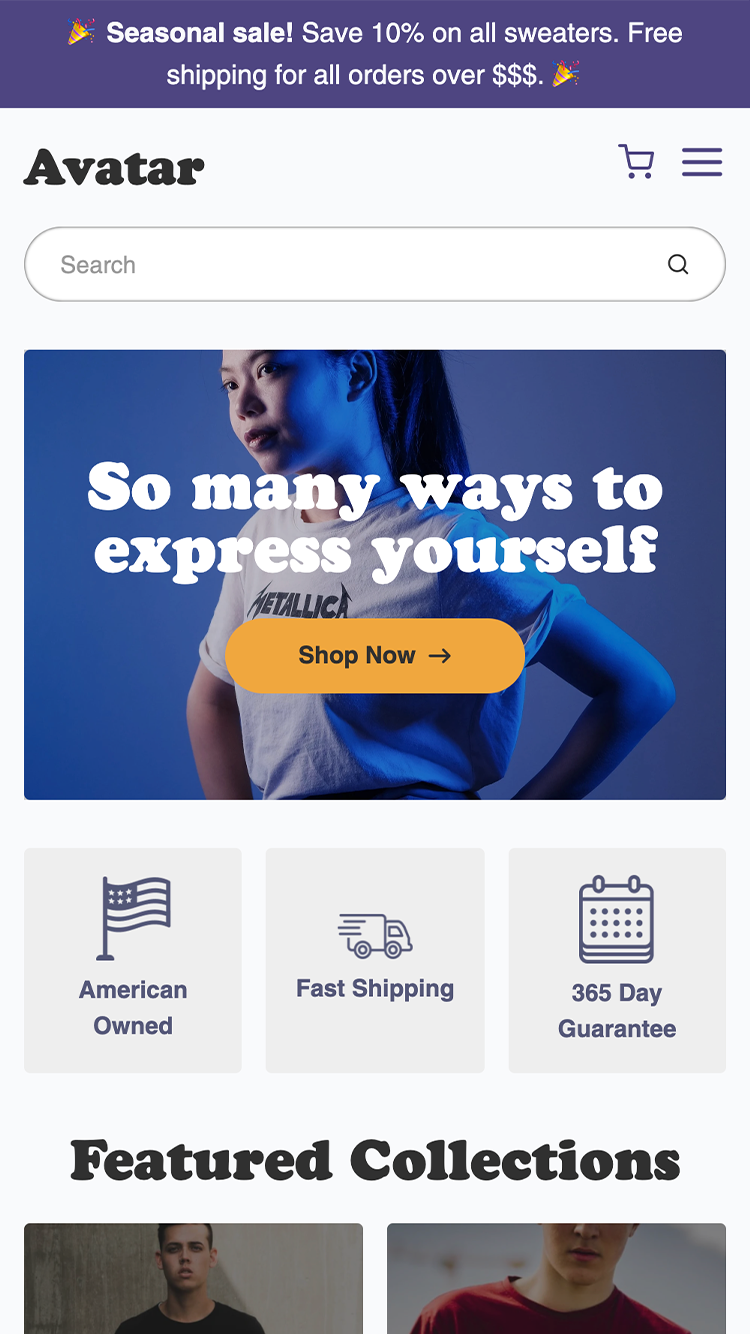 🎉 Seasonal sale! Save 10% on all sweaters. Free
shipping for all orders over $$$. 🎉
Avatar
Search
So many ways to
express yourself
METALLICA
Shop Now →
American
Owned
Fast Shipping
365 Day
Guarantee
Featured Collections